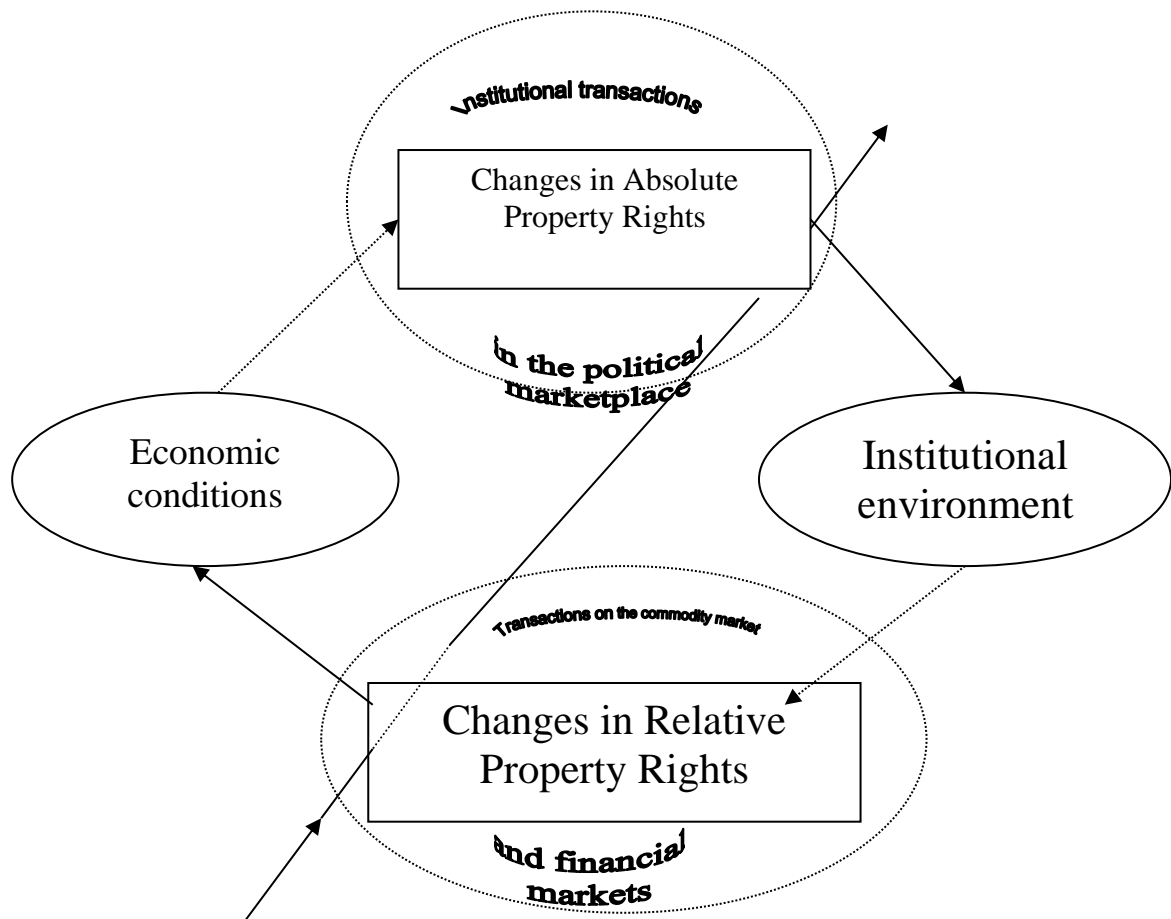 Institutional transactions
Changes in Absolute
Property Rights
in the political
marketplace
Economic
conditions
Institutional
environment
Transactions on the commodity market
Changes in Relative
Property Rights
and financial
markets